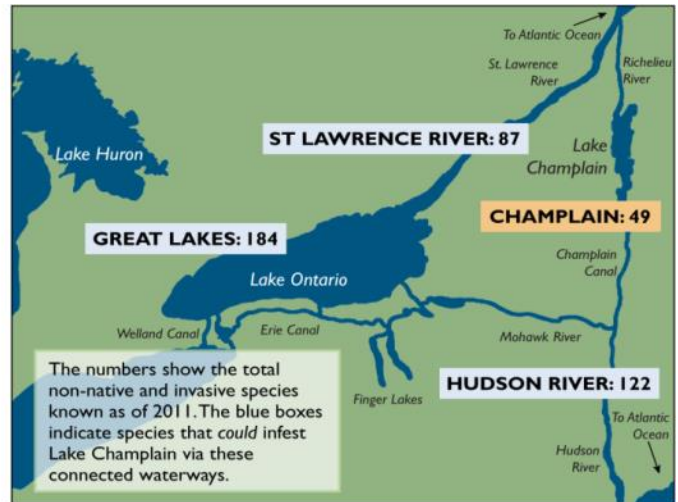 To Atlantic Ocean
St. Lawrence
River
Richelieu
River
ST LAWRENCE RIVER: 87
Lake Huron
Lake
Champlain
CHAMPLAIN: 49
GREAT LAKES: 184
Lake Ontario
Champlain
Canal
Welland Canal
Erie Canal
Mohawk River
The numbers show the total
non-native and invasive species
known as of 2011. The blue boxes
indicate species that could infest
Lake Champlain via these
connected waterways.
Finger Lakes
HUDSON RIVER: 122
To Atlantic
Ocean
Hudson
River